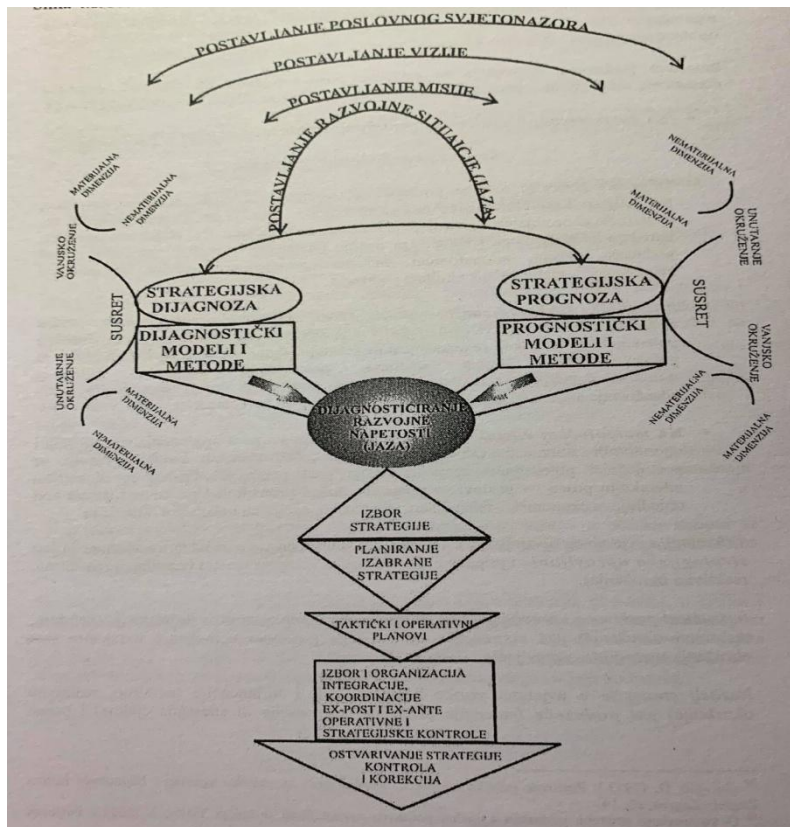 POSTAVLJANJE POSLOVNOG SVJETONAZORA
POSTAVLJANJE VIZIJE
POSTAVLJANJE MISIJE
POSTAVLJANJE RAZVOJNE SITUAICJE (JAZA)
MATERIJALNA
DIMENZIJA
NEMATERIJALNA
DIMENZIJA
VANJSKO
OKRUŽENJE
SUSRET
UNUTARNJE
OKRUŽENJE
MATERIJALNA
DIMENZIJA
NEMATERIJALNA
DIMENZIJA
STRATEGIJSKA
DIJAGNOZA
DIJAGNOSTIČKI
MODELI I
METODE
NEMATERIJALNA
DIMENZIJA
MATERIJALNA
DIMENZIJA
UNUTARNJE
OKRUŽENJE
SUSRET
VANJSKO
OKRUŽENJE
NEMATERIJALNA
DIMENZIJA
MATERIJALNA
DIMENZIJA
STRATEGIJSKA
PROGNOZA
PROGNOSTIČKI
MODELI I
METODE
DIJAGNOSTICIRANJE
RAZVOJNE
NAPETOSTI
(JAZA)
IZBOR
STRATEGIJE
PLANIRANJE
IZABRANE
STRATEGIJE
TAKTIČKI I OPERATIVNI
PLANOVI
IZBOR I ORGANIZACIJA
INTEGRACIJE,
KOORDINACIJE
EX-POST I EX-ANTE
OPERATIVNE I
STRATEGIJSKE KONTROLE
OSTVARIVANJE STRATEGIJE
KONTROLA
I KOREKCIJA